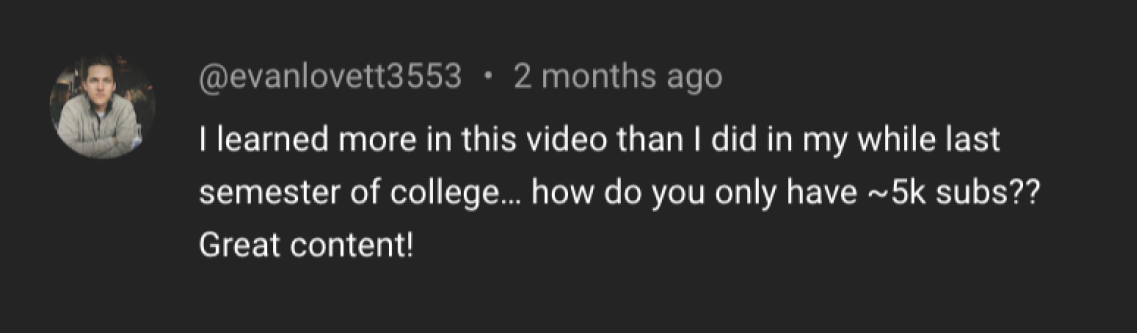 @evanlovett3553 • 2 months ago
I learned more in this video than I did in my while last
semester of college... how do you only have ~5k subs??
Great content!